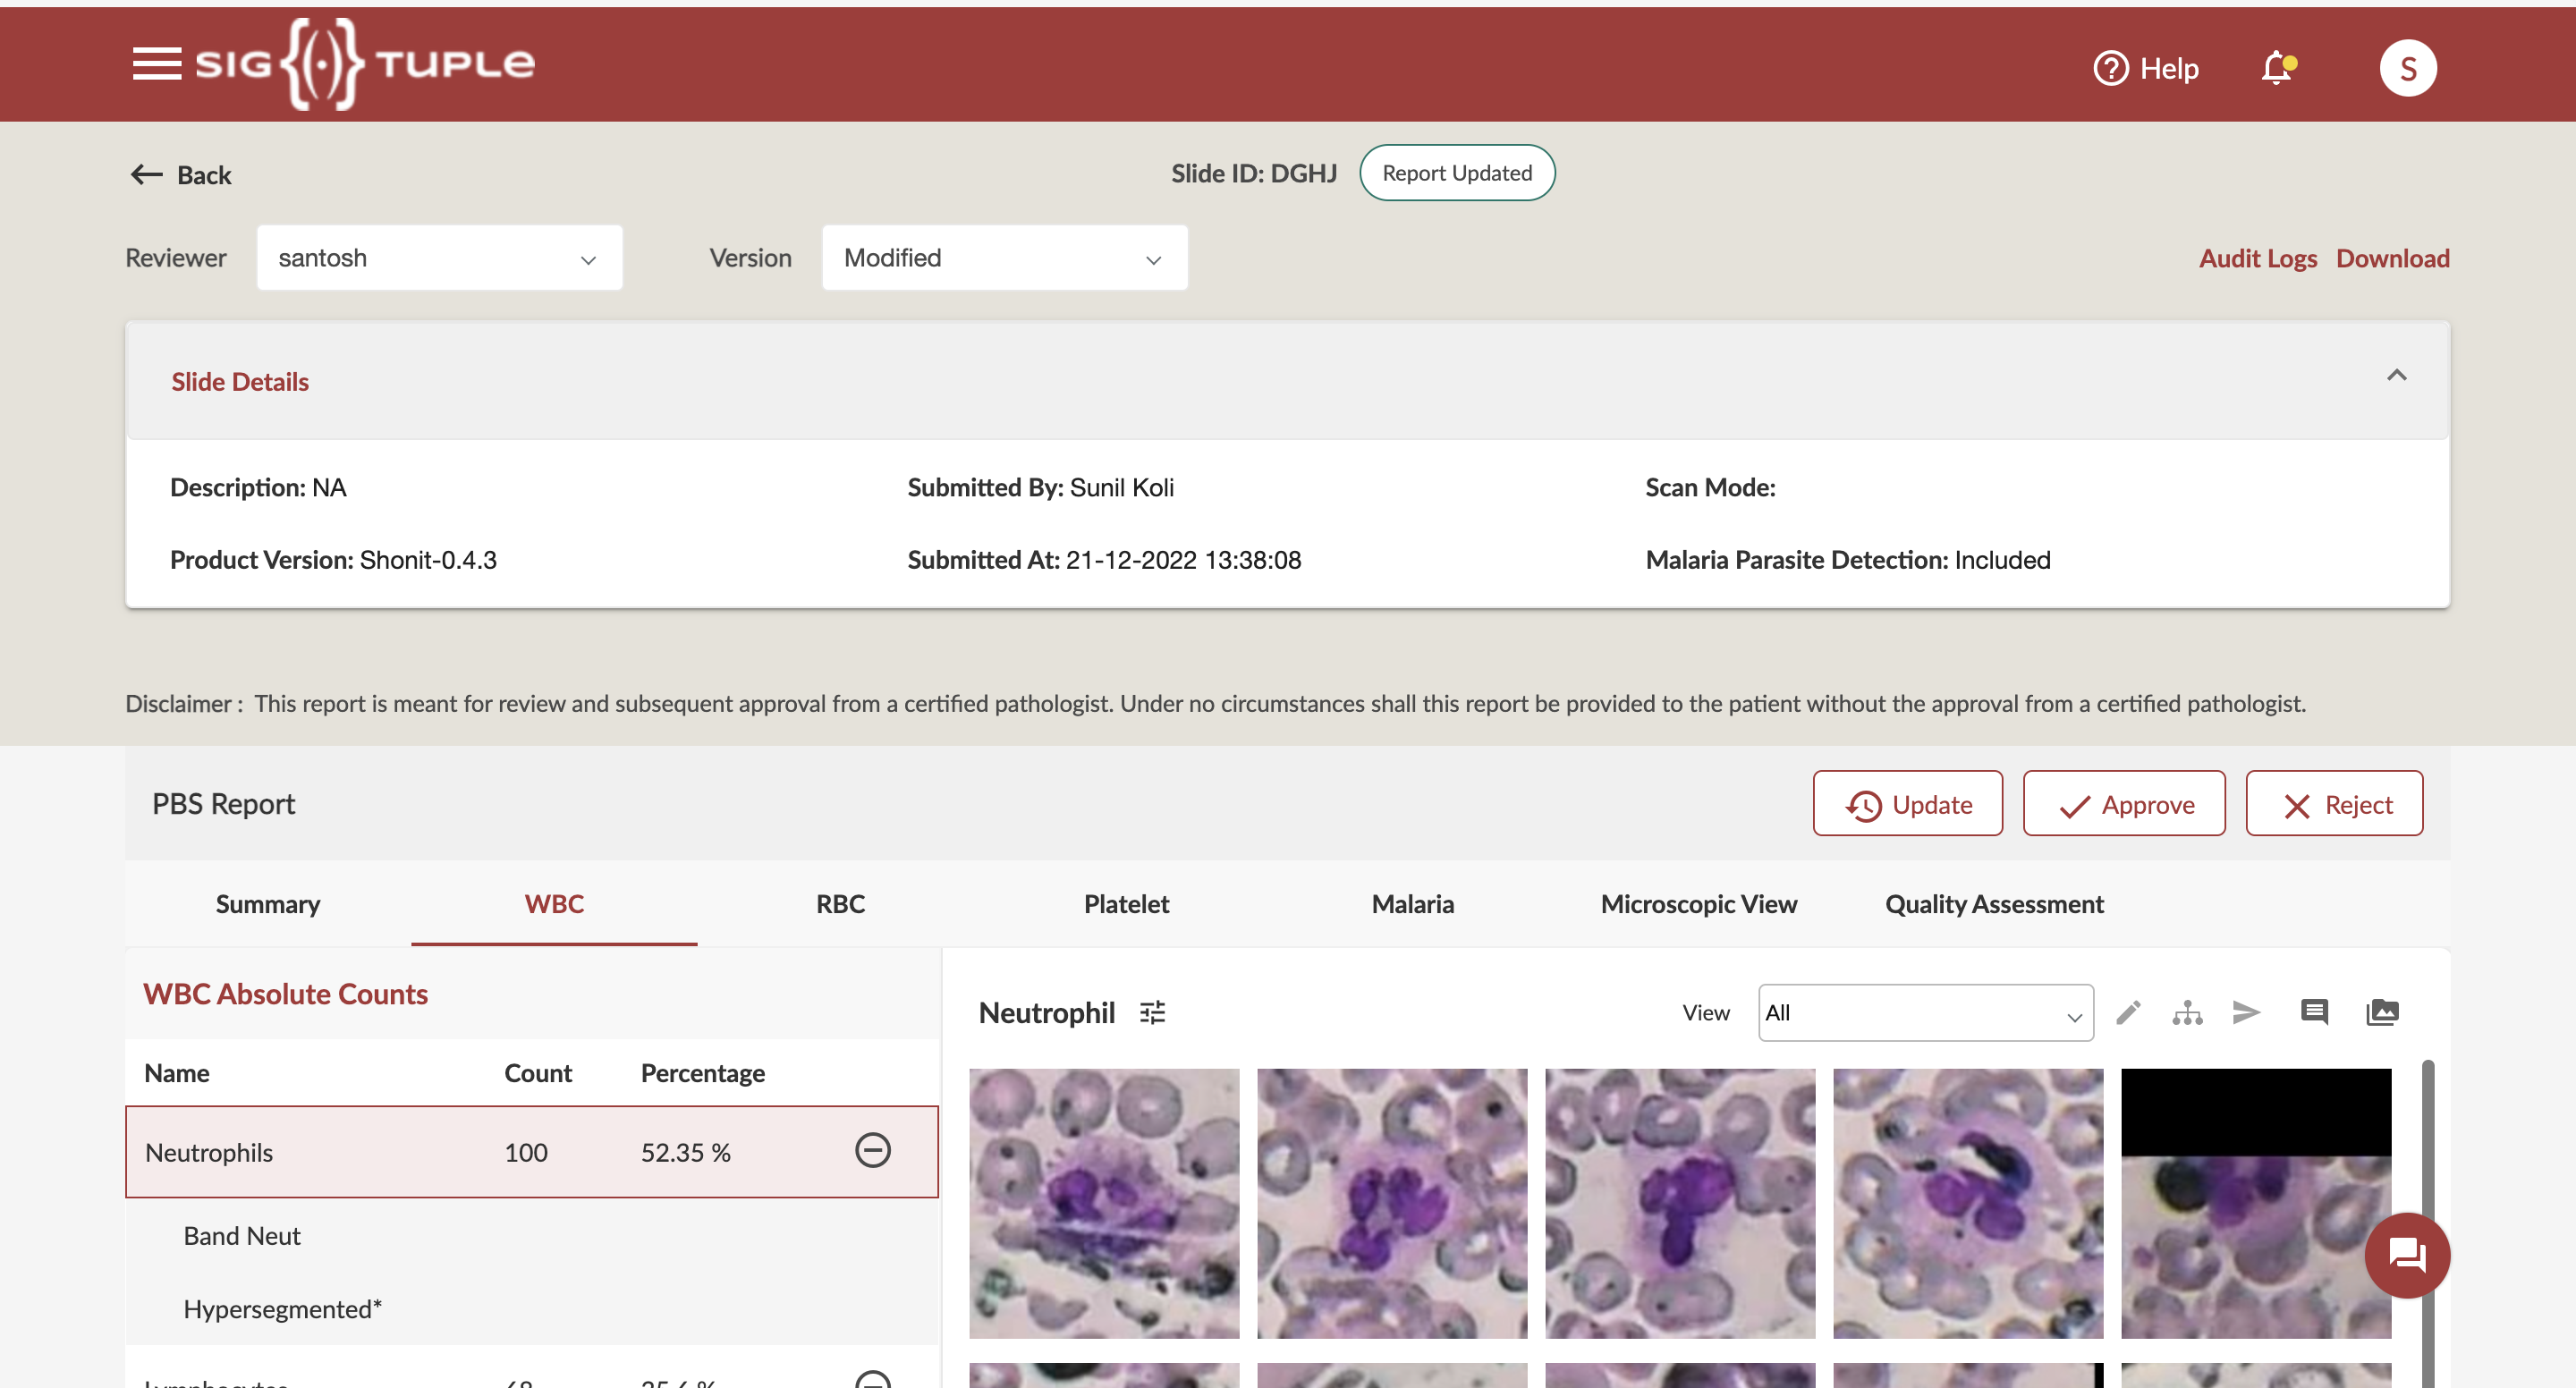 SIG{(·)}TUPLE
Help
S
Back
Slide ID: DGHJ Report Updated
Reviewer santosh Version Modified Audit Logs Download
Slide Details
Description: NA Submitted By: Sunil Koli Scan Mode:
Product Version: Shonit-0.4.3 Submitted At: 21-12-2022 13:38:08 Malaria Parasite Detection: Included
Disclaimer : This report is meant for review and subsequent approval from a certified pathologist. Under no circumstances shall this report be provided to the patient without the approval from a certified pathologist.
PBS Report Update Approve Reject
Summary WBC RBC Platelet Malaria Microscopic View Quality Assessment
WBC Absolute Counts
Neutrophil View All
Name Count Percentage
Neutrophils 100 52.35 %
Band Neut
Hypersegmented*